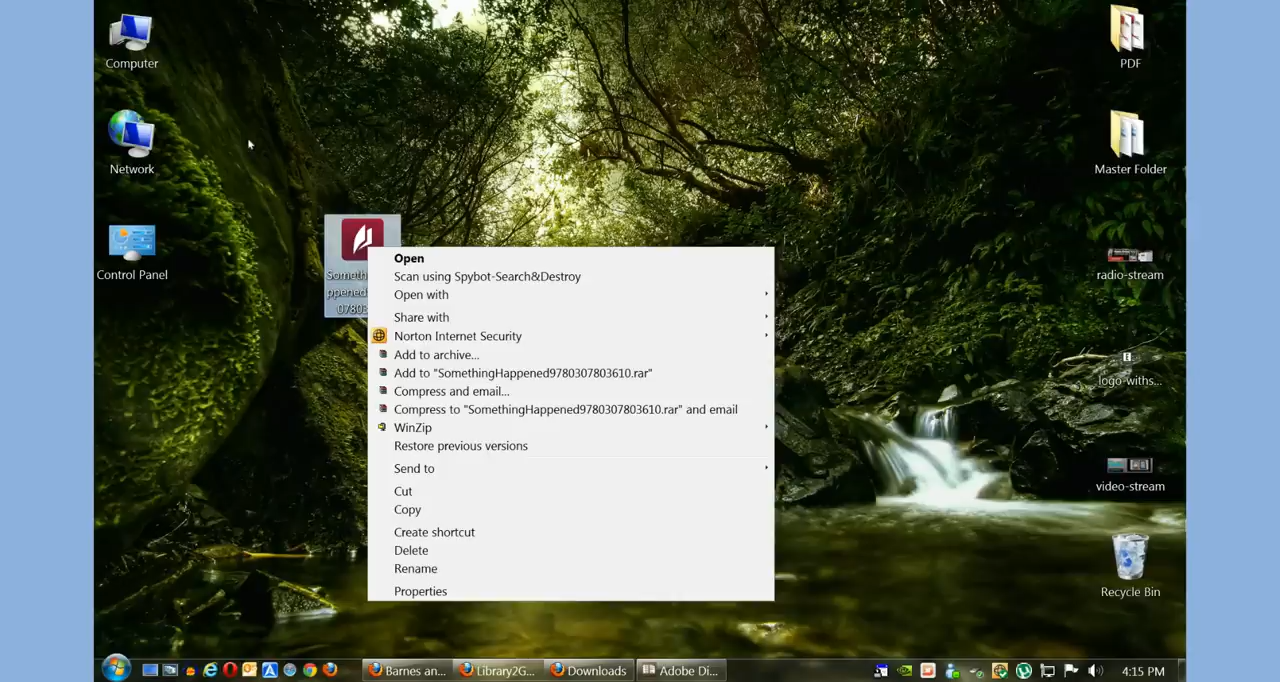 Computer
Network
Control Panel
Open
Scan using Spybot-Search&Destroy
Open with
Share with
Norton Internet Security
Add to archive...
Add to "SomethingHappened9780307803610.rar"
Compress and email...
Compress to "SomethingHappened9780307803610.rar" and email
WinZip
Restore previous versions
Send to
Cut
Copy
Create shortcut
Delete
Rename
Properties
PDF
Master Folder
radio-stream
logo-withs...
video-stream
Recycle Bin
Barnes an...
Library2G...
Downloads
Adobe Di...
4:15 PM